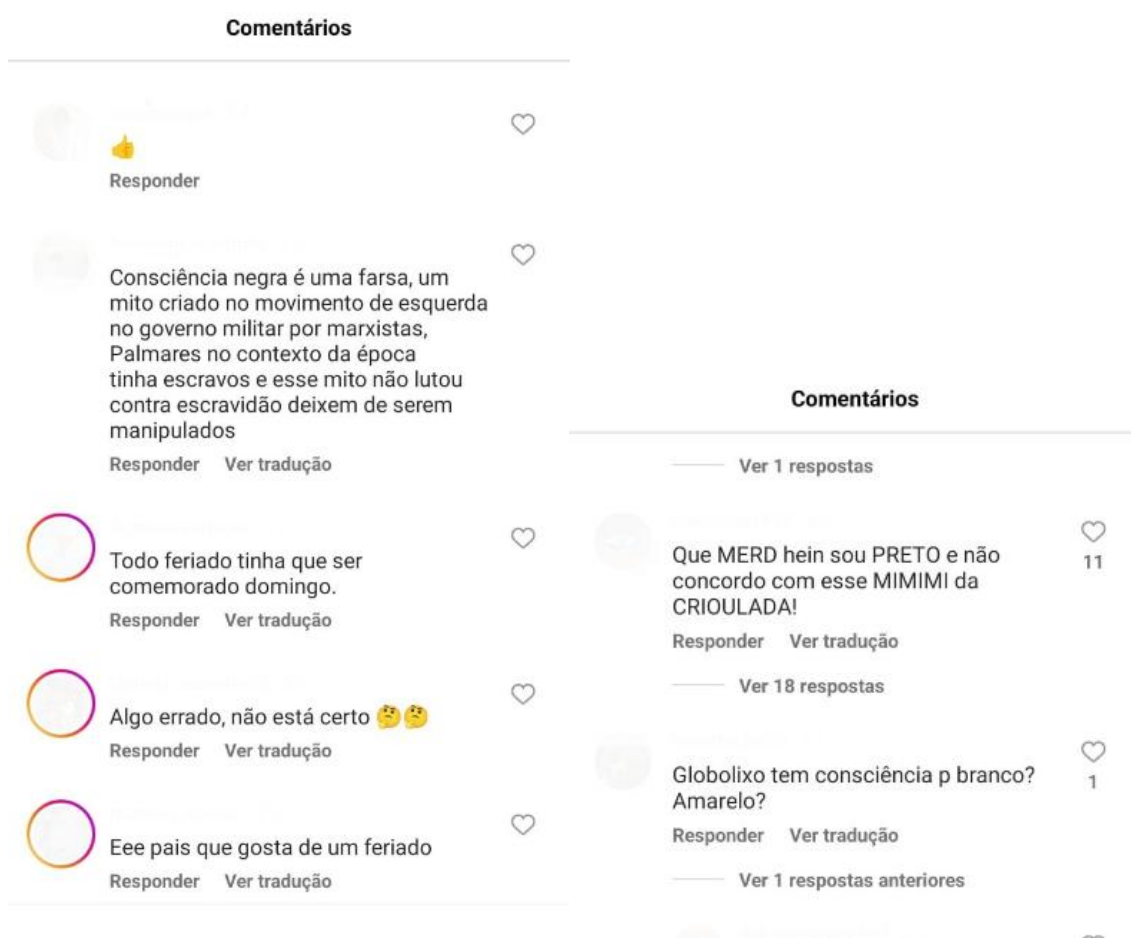 Comentários
👍
Responder
Consciência negra é uma farsa, um
mito criado no movimento de esquerda
no governo militar por marxistas,
Palmares no contexto da época
tinha escravos e esse mito não lutou
contra escravidão deixem de serem
manipulados
Responder Ver tradução
Todo feriado tinha que ser
comemorado domingo.
Responder Ver tradução
Algo errado, não está certo 🤔🤔
Responder Ver tradução
Eee pais que gosta de um feriado
Responder Ver tradução
Comentários
Ver 1 respostas
Que MERD hein sou PRETO e não
concordo com esse MIMIMI da
CRIOULADA!
11
Responder Ver tradução
Ver 18 respostas
Globolixo tem consciência p branco?
Amarelo?
1
Responder Ver tradução
Ver 1 respostas anteriores